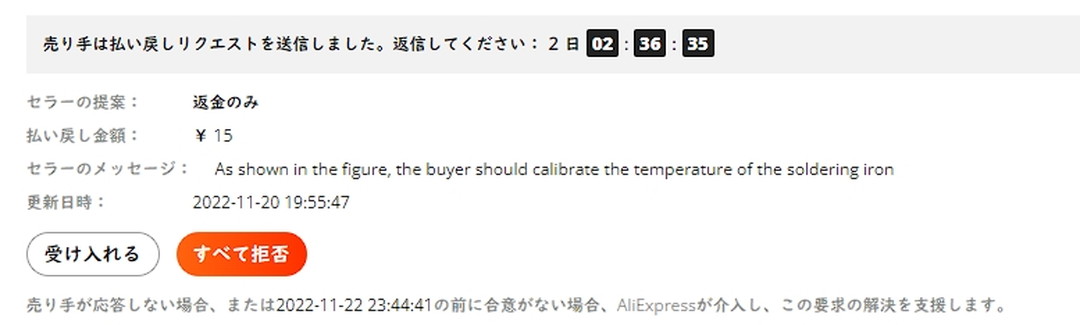 売り手は払い戻しリクエストを送信しました。返信してください： 2 日 02 : 36 : 35
セラーの提案： 返金のみ
払い戻し金額： ¥ 15
セラーのメッセージ： As shown in the figure, the buyer should calibrate the temperature of the soldering iron
更新日時： 2022-11-20 19:55:47
受け入れる すべて拒否
売り手が応答しない場合、または2022-11-22 23:44:41の前に合意がない場合、AliExpressが介入し、この要求の解決を支援します。